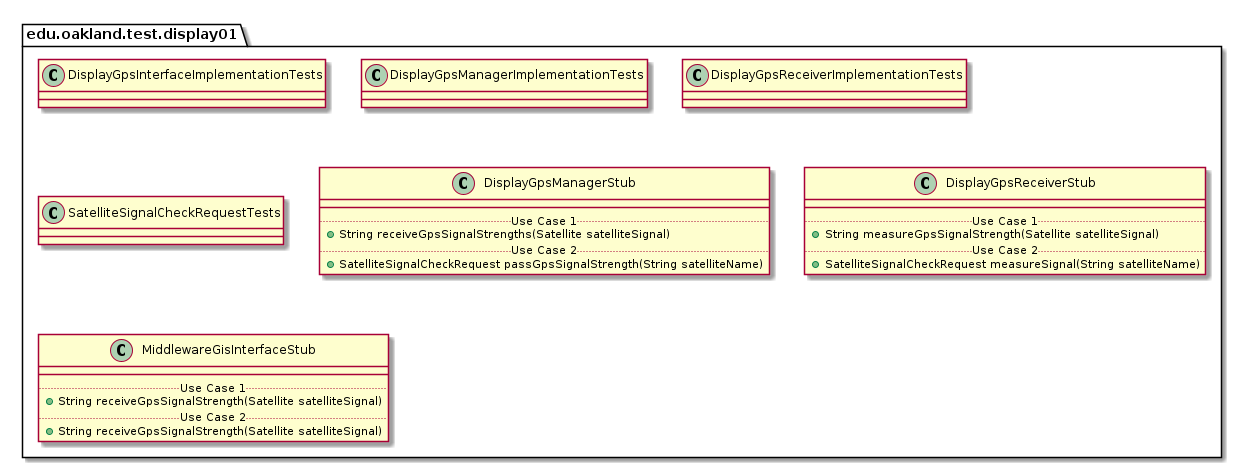 edu.oakland.test.display01
C DisplayGpsInterfaceImplementationTests
C DisplayGpsManagerImplementationTests
C DisplayGpsReceiverImplementationTests
C SatelliteSignalCheckRequestTests
C DisplayGpsManagerStub
Use Case 1
String receiveGpsSignalStrengths(Satellite satelliteSignal)
Use Case 2
SatelliteSignalCheckRequest passGpsSignalStrength(String satelliteName)
C DisplayGpsReceiverStub
Use Case 1
String measureGpsSignalStrength(Satellite satelliteSignal)
Use Case 2
SatelliteSignalCheckRequest measureSignal(String satelliteName)
C MiddlewareGisInterfaceStub
Use Case 1
String receiveGpsSignalStrength(Satellite satelliteSignal)
Use Case 2
String receiveGpsSignalStrength(Satellite satelliteSignal)